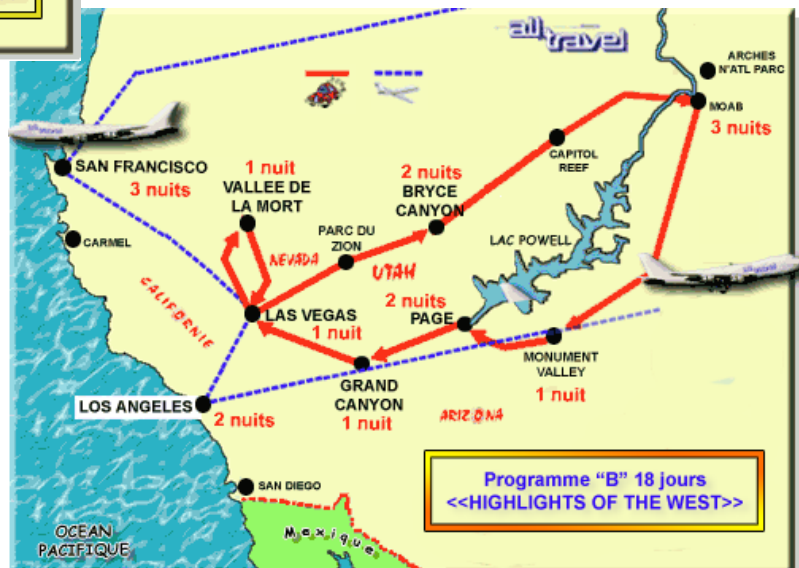 alltravel
ARCHES
N'ATL PARC
MOAB
3 nuits
SAN FRANCISCO
3 nuits
1 nuit
VALLEE DE
LA MORT
2 nuits
BRYCE
CANYON
CAPITOL
REEF
CARMEL
PARC DU
ZION
NEVADA
UTAH
LAC POWELL
CALIFORNIE
LAS VEGAS
1 nuit
2 nuits
PAGE
MONUMENT
VALLEY
1 nuit
GRAND
CANYON
1 nuit
LOS ANGELES
2 nuits
ARIZONA
SAN DIEGO
Programme “B” 18 jours
<<HIGHLIGHTS OF THE WEST>>
Mexique
OCEAN
PACIFIQUE